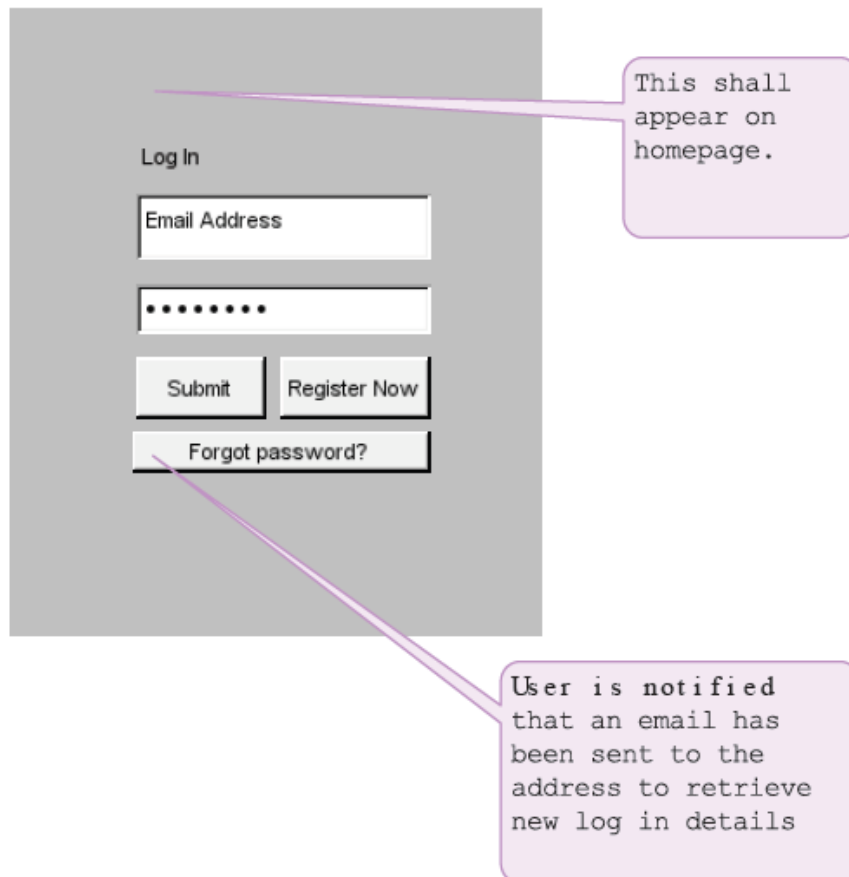 This shall
appear on
homepage.
Log In
Email Address
••••••••
Submit
Register Now
Forgot password?
User is notified
that an email has
been sent to the
address to retrieve
new log in details